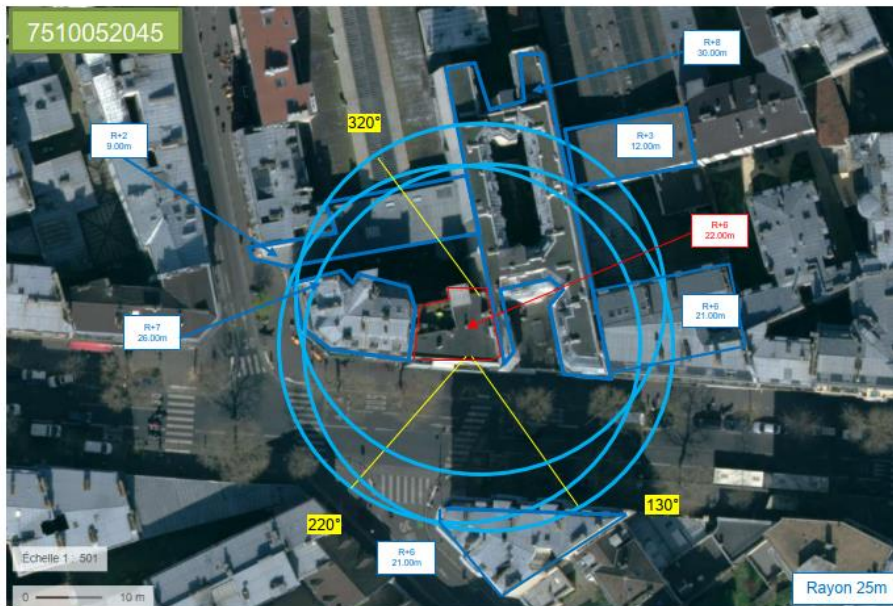 7510052045
R+8
30.00m
320°
R+2
9.00m
R+3
12.00m
R+6
22.00m
R+6
21.00m
R+7
26.00m
130°
220°
R+6
21.00m
Échelle 1 : 501
0 10 m
Rayon 25m